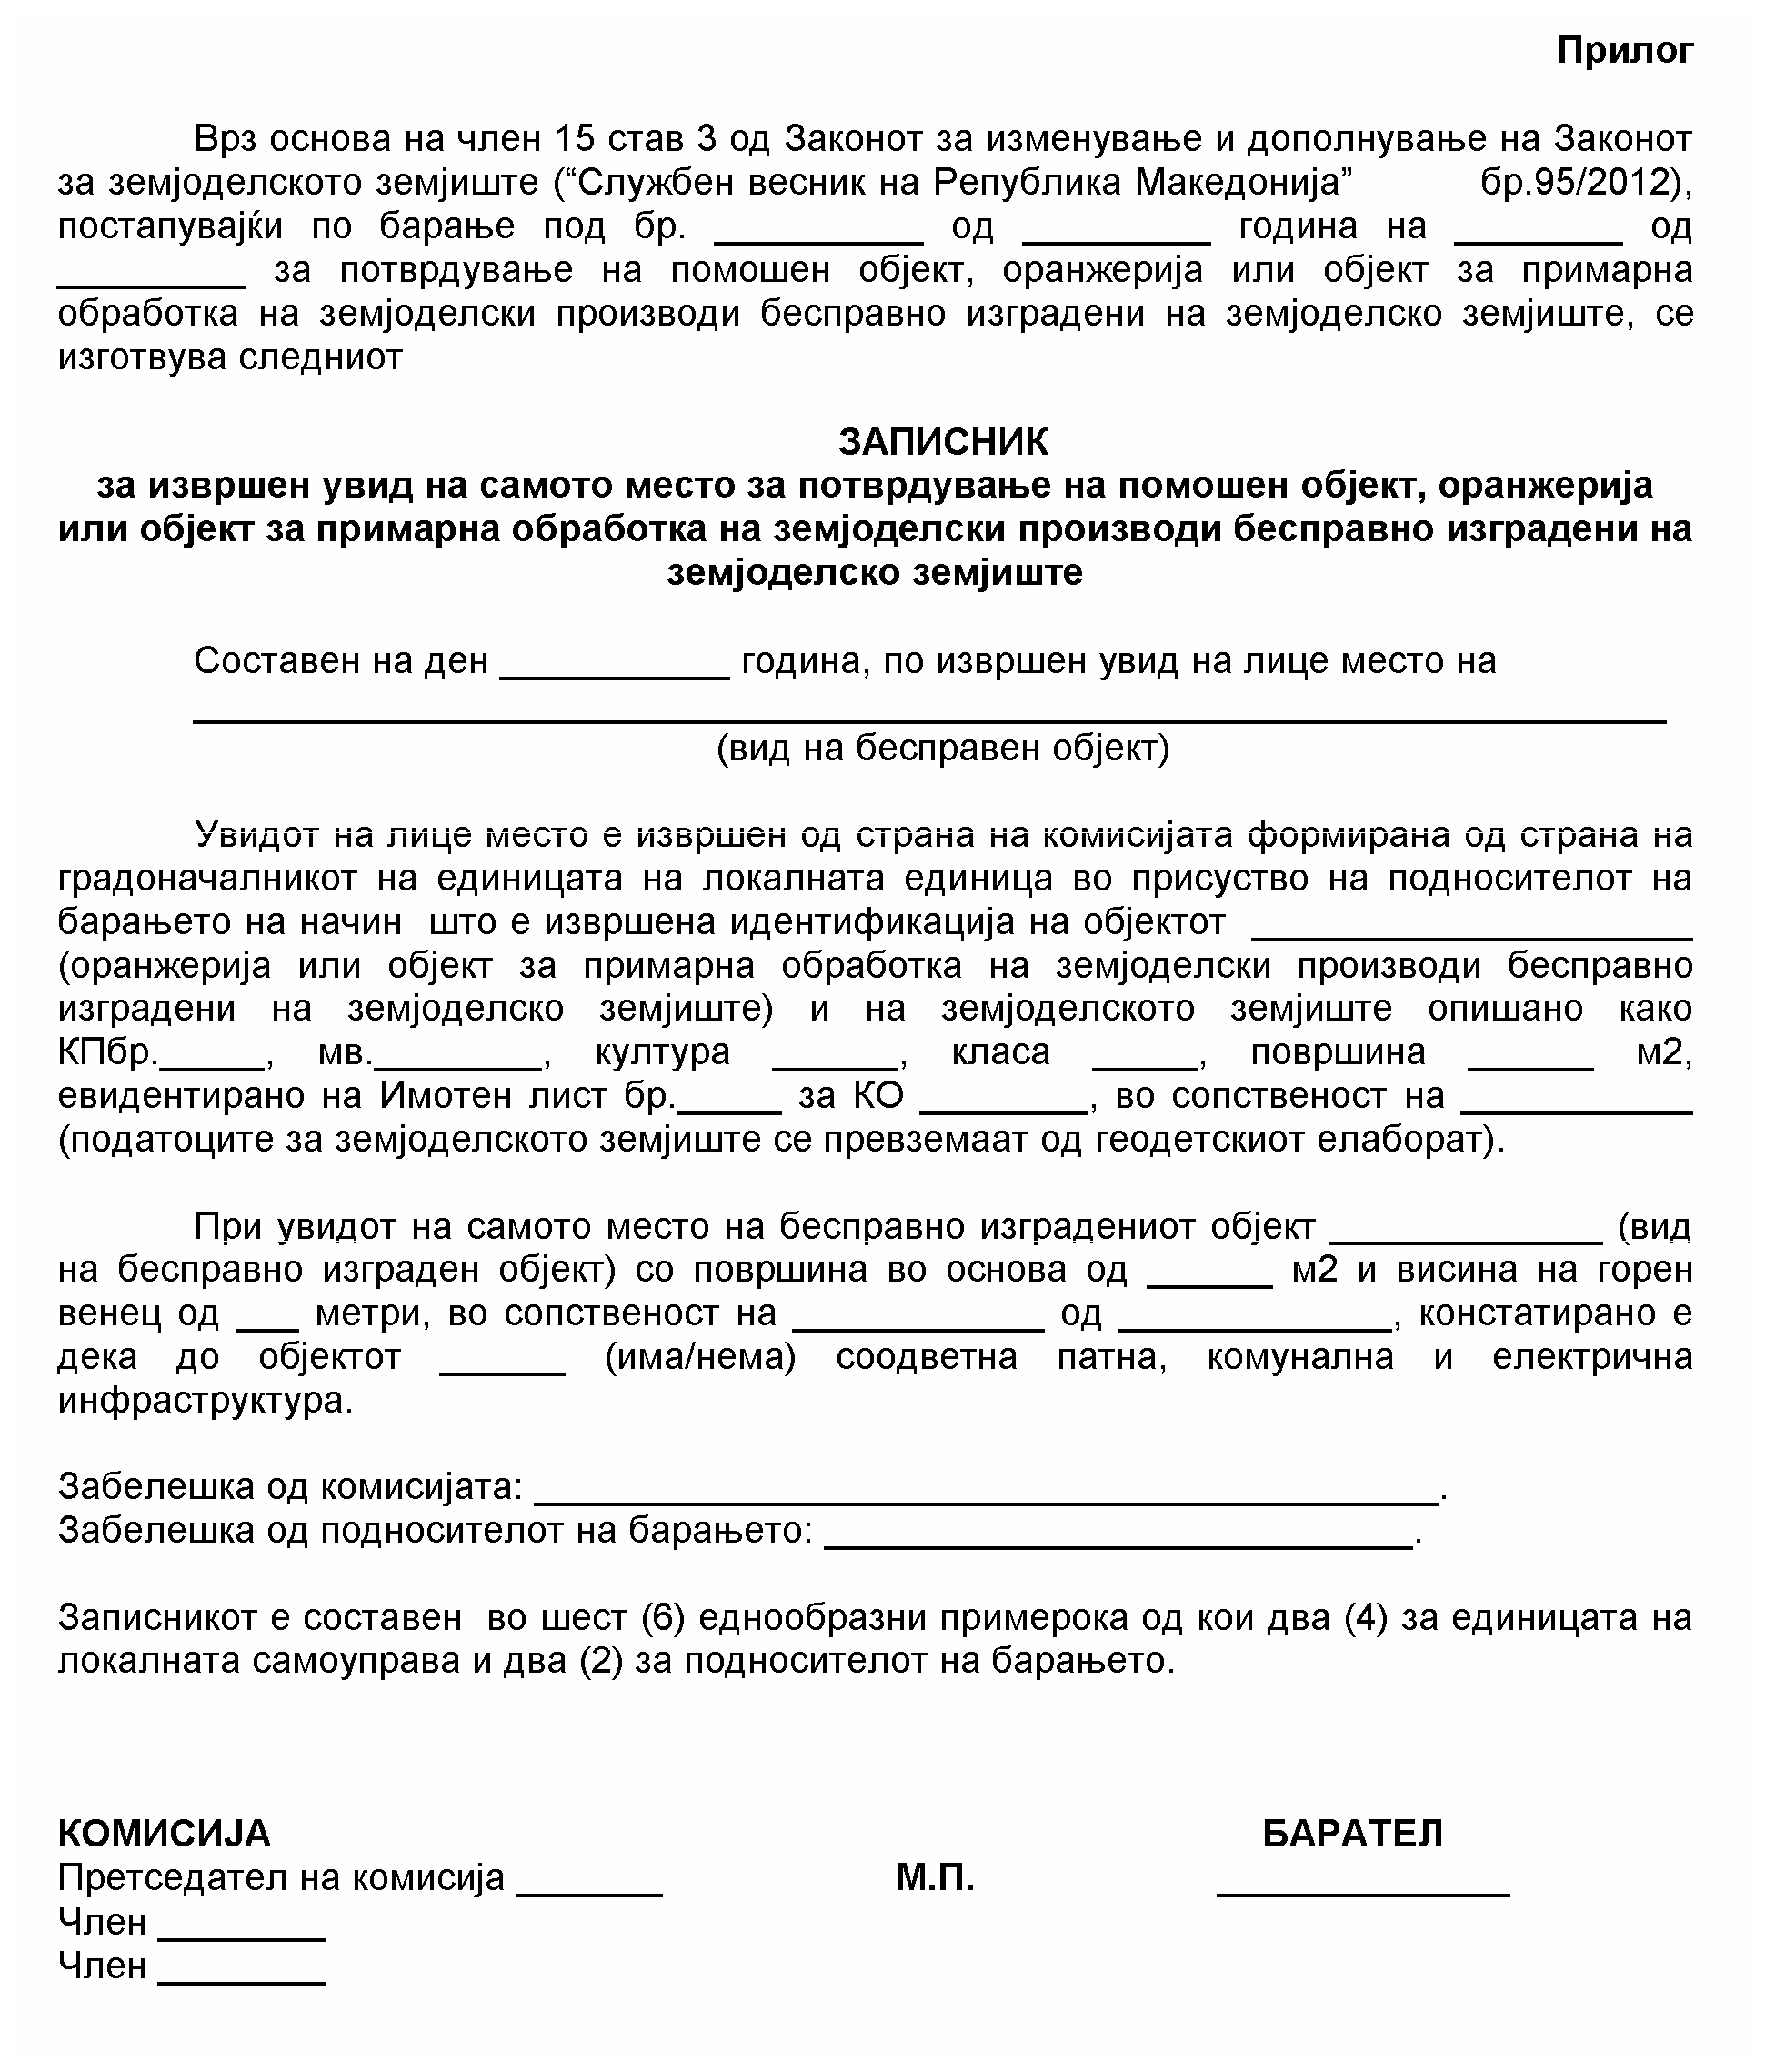 Прилог
Врз основа на член 15 став 3 од Законот за изменување и дополнување на Законот
за земјоделското земјиште (“Службен весник на Република Македонија” бр.95/2012),
постапувајќи по барање под бр. __________ од _________ година на ________ од
_________ за потврдување на помошен објект, оранжерија или објект за примарна
обработка на земјоделски производи бесправно изградени на земјоделско земјиште, се
изготвува следниот
ЗАПИСНИК
за извршен увид на самото место за потврдување на помошен објект, оранжерија
или објект за примарна обработка на земјоделски производи бесправно изградени на
земјоделско земјиште
Составен на ден ___________ година, по извршен увид на лице место на
______________________________________________________________________
(вид на бесправен објект)
Увидот на лице место е извршен од страна на комисијата формирана од страна на
градоначалникот на единицата на локалната единица во присуство на подносителот на
барањето на начин што е извршена идентификација на објектот _____________________
(оранжерија или објект за примарна обработка на земјоделски производи бесправно
изградени на земјоделско земјиште) и на земјоделското земјиште опишано како
КПбр._____, мв.________, култура ______, класа _____, површина ______ м2,
евидентирано на Имотен лист бр._____ за КО ________, во сопственост на ___________
(податоците за земјоделското земјиште се превземаат од геодетскиот елаборат).
При увидот на самото место на бесправно изградениот објект _____________ (вид
на бесправно изграден објект) со површина во основа од ______ м2 и висина на горен
венец од ___ метри, во сопственост на ____________ од _____________, констатирано е
дека до објектот ______ (има/нема) соодветна патна, комунална и електрична
инфраструктура.
Забелешка од комисијата: ___________________________________________.
Забелешка од подносителот на барањето: ____________________________.
Записникот е составен во шест (6) еднообразни примерока од кои два (4) за единицата на
локалната самоуправа и два (2) за подносителот на барањето.
КОМИСИЈА БАРАТЕЛ
Претседател на комисија _______ М.П. ______________
Член ________
Член ________